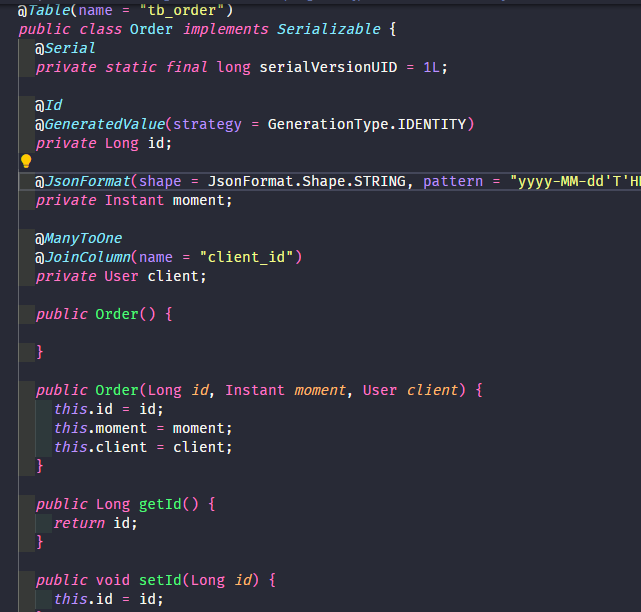 @Table(name = "tb_order")
public class Order implements Serializable {
@Serial
private static final long serialVersionUID = 1L;
@Id
@GeneratedValue(strategy = GenerationType.IDENTITY)
private Long id;
@JsonFormat(shape = JsonFormat.Shape.STRING, pattern = "yyyy-MM-dd'T'HH
private Instant moment;
@ManyToOne
@JoinColumn(name = "client_id")
private User client;
public Order() {
}
public Order(Long id, Instant moment, User client) {
this.id = id;
this.moment = moment;
this.client = client;
}
public Long getId() {
return id;
}
public void setId(Long id) {
this.id = id;